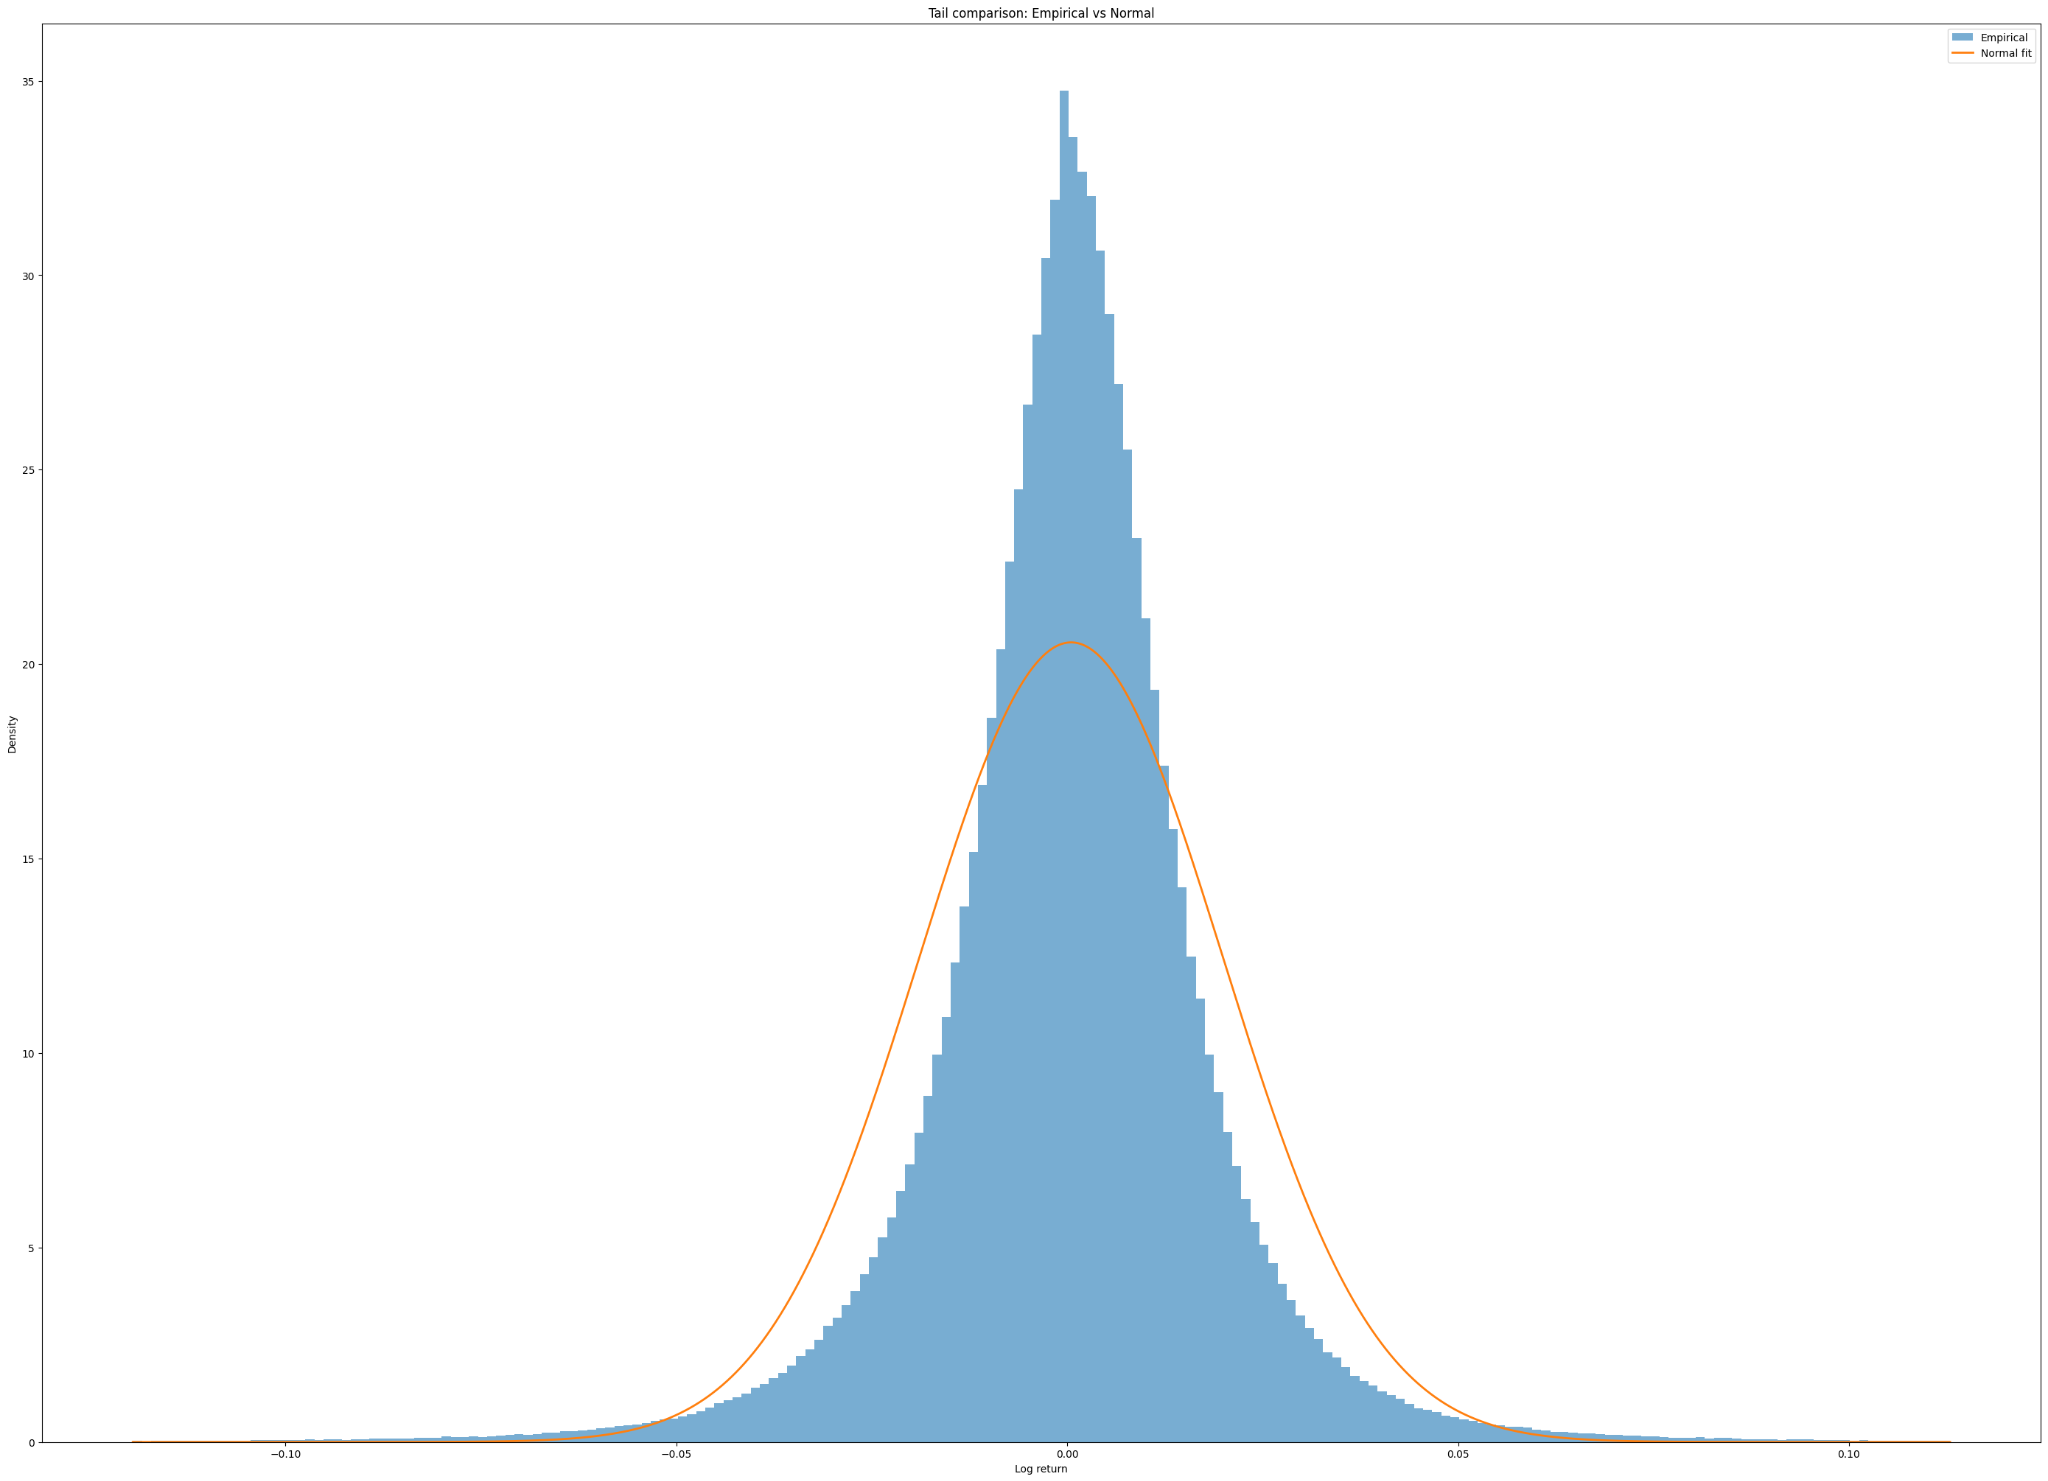 Tail comparison: Empirical vs Normal
Empirical
Normal fit
35
30
25
20
15
10
5
0
Density
−0.10
−0.05
0.00
0.05
0.10
Log return